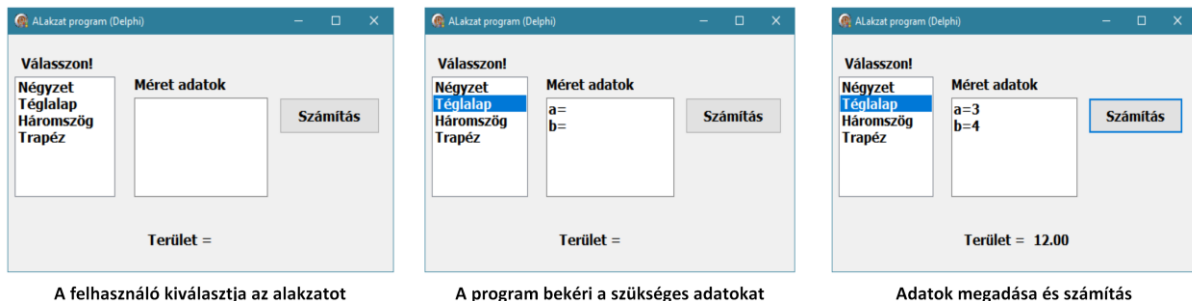 ALakzat program (Delphi)
Válasszon!
Négyzet
Téglalap
Háromszög
Trapéz
Méret adatok
Számítás
Terület =
A felhasználó kiválasztja az alakzatot
ALakzat program (Delphi)
Válasszon!
Négyzet
Téglalap
Háromszög
Trapéz
Méret adatok
a=
b=
Számítás
Terület =
A program bekéri a szükséges adatokat
ALakzat program (Delphi)
Válasszon!
Négyzet
Téglalap
Háromszög
Trapéz
Méret adatok
a=3
b=4
Számítás
Terület = 12.00
Adatok megadása és számítás